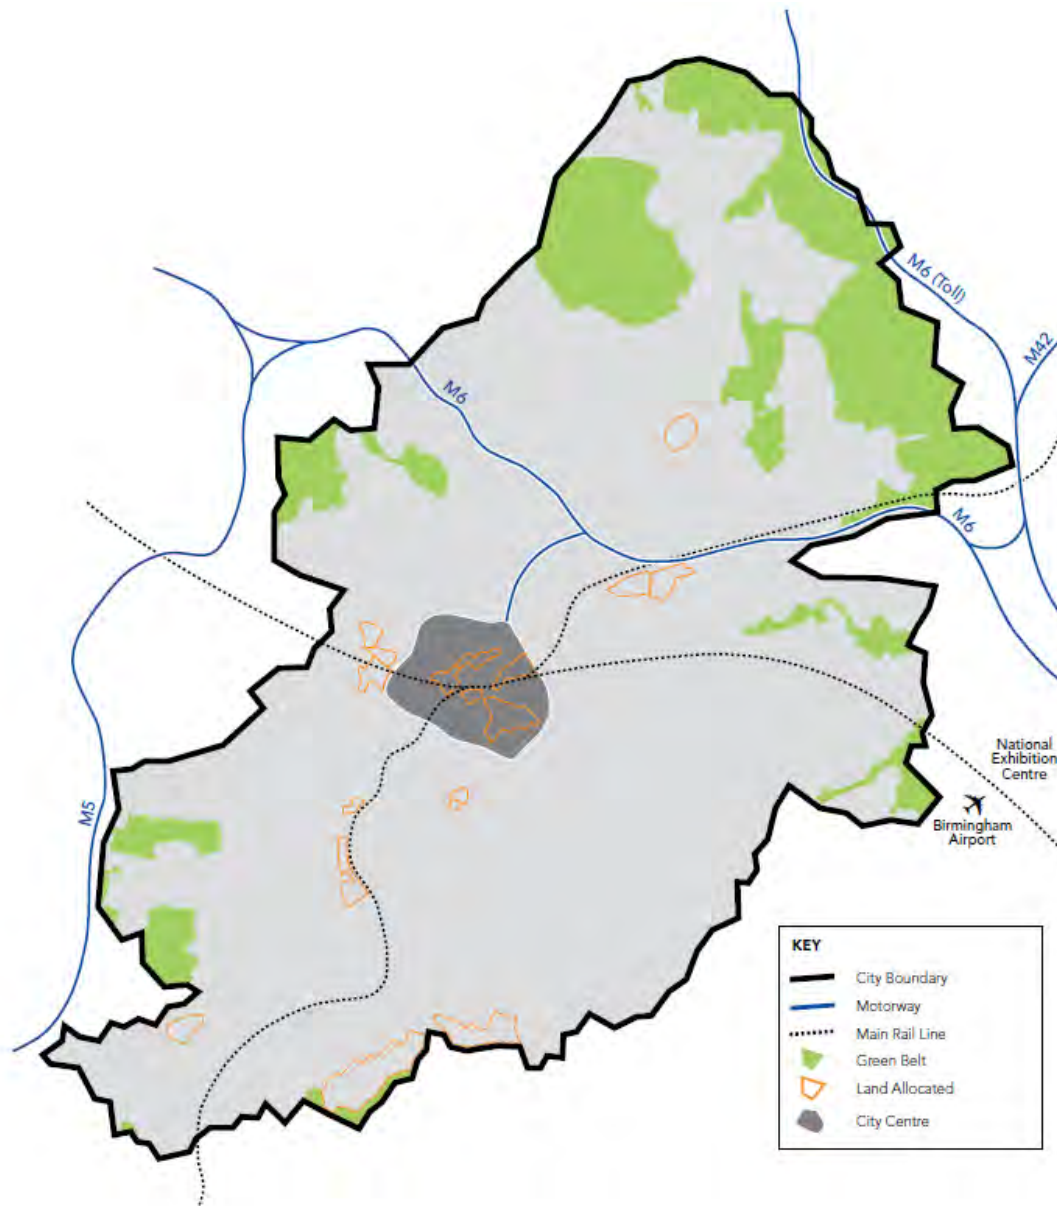 M6 (Toll)
M42
M6
M6
National
Exhibition
Centre
M5
Birmingham
Airport
KEY
City Boundary
Motorway
Main Rail Line
Green Belt
Land Allocated
City Centre